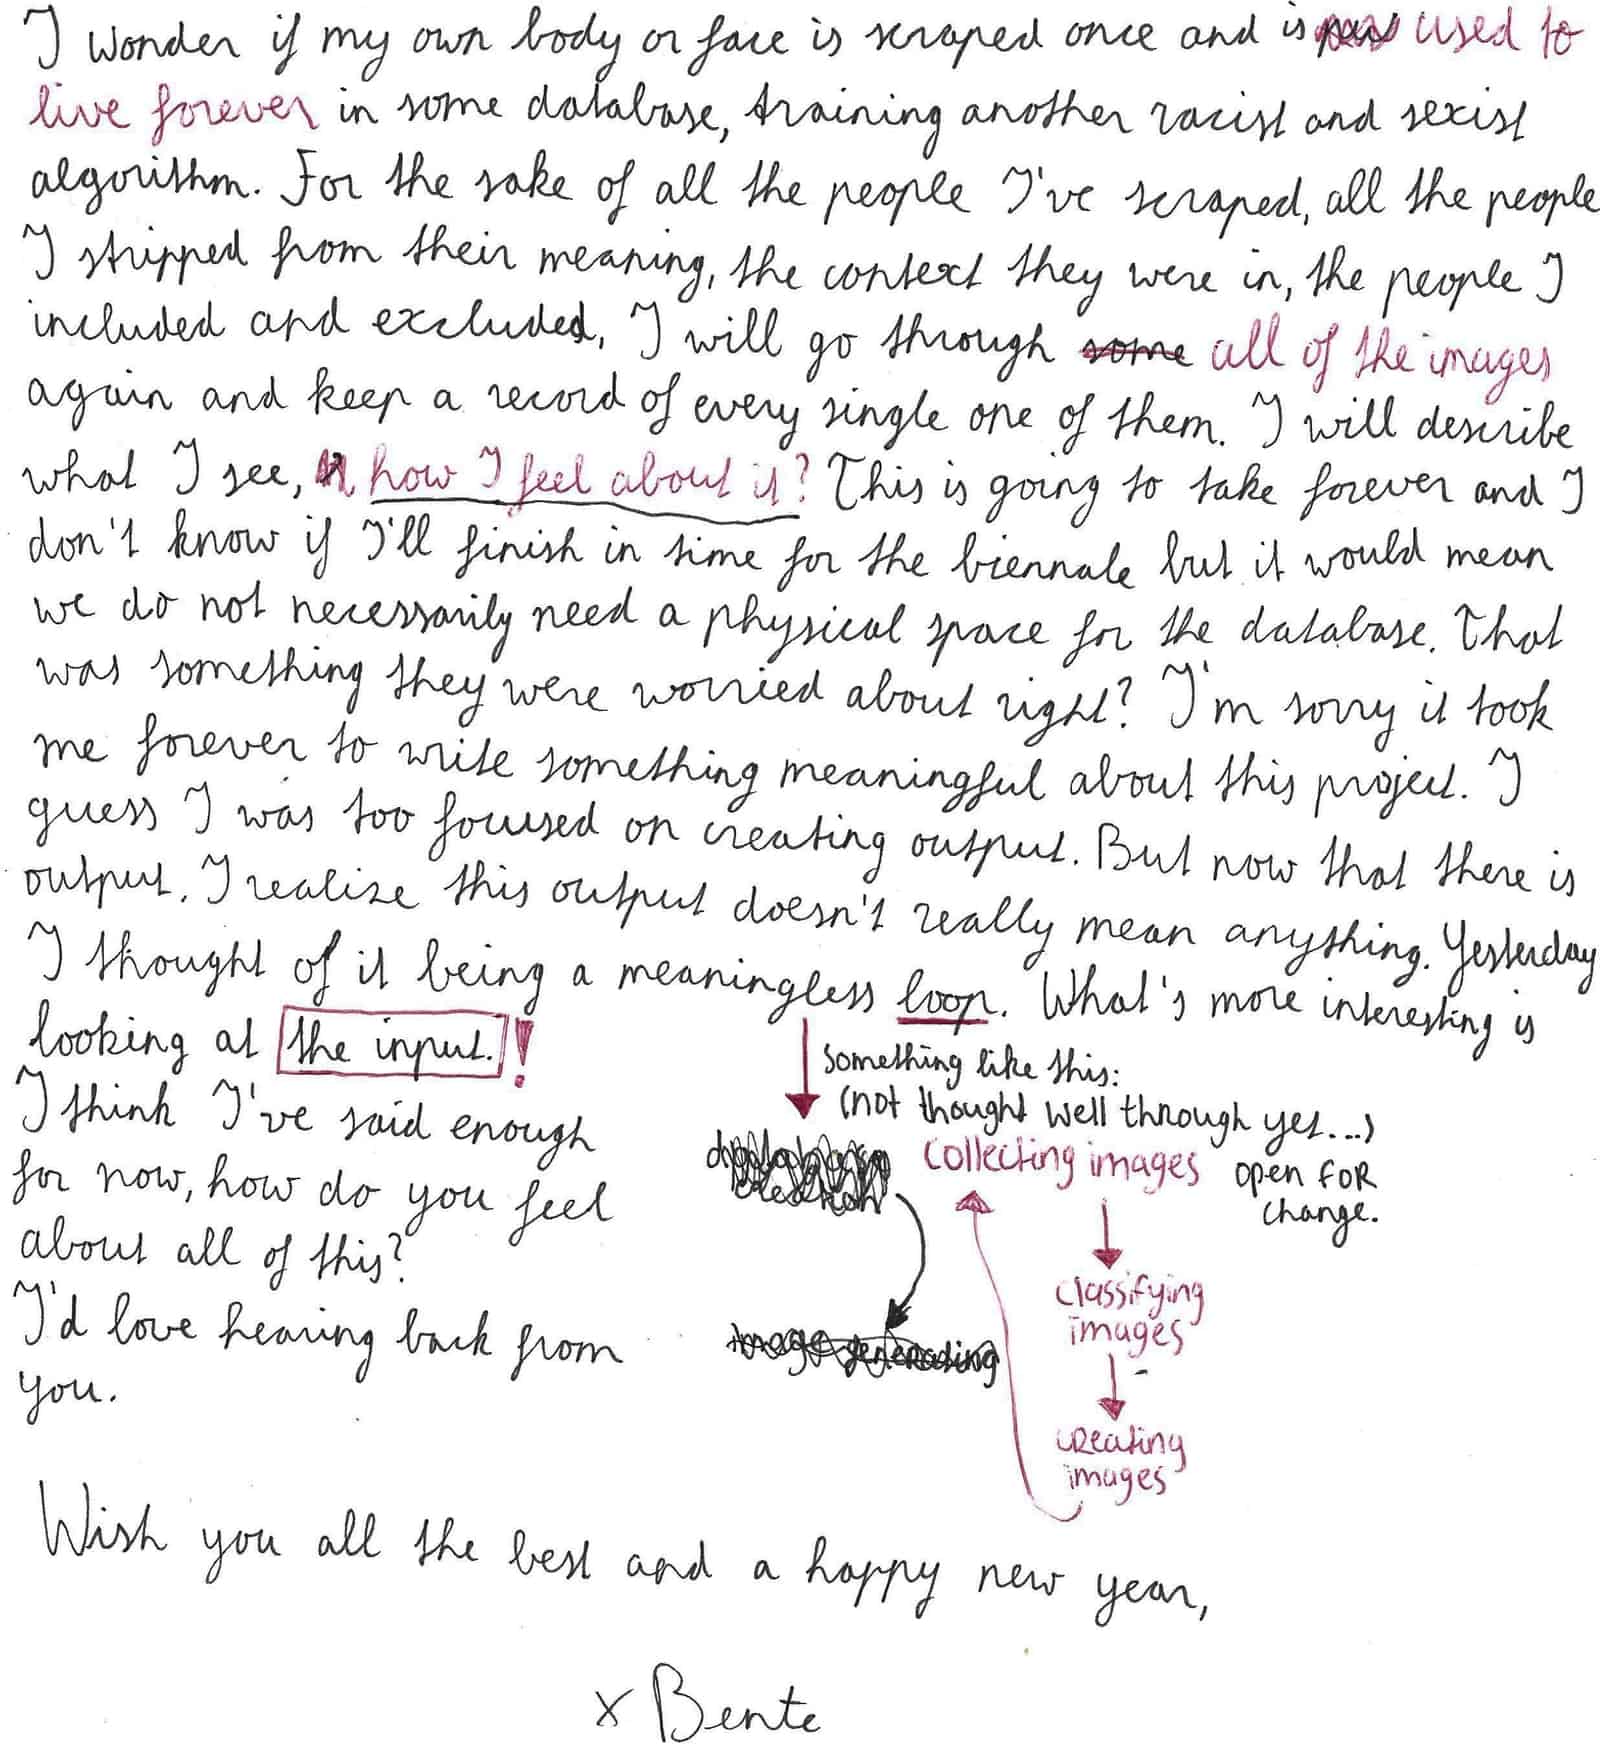 I wonder if my own body or face is scraped once and is used to
live forever in some database, training another racist and sexist
algorithm. For the sake of all the people I've scraped, all the people
I stripped from their meaning, the context they were in, the people I
included and excluded, I will go through some all of the images
again and keep a record of every single one of them. I will describe
what I see, how I feel about it? This is going to take forever and I
don't know if I'll finish in time for the biennale but it would mean
we do not necessarily need a physical space for the database. That
was something they were worried about right? I'm sorry it took
me forever to write something meaningful about this project. I
guess I was too focused on creating output. But now that there is
output, I realize this output doesn't really mean anything. Yesterday
I thought of it being a meaningless loop. What's more interesting is
looking at the input. !
I think I've said enough
for now, how do you feel
about all of this?
I'd love hearing back from
you.
something like this:
(not thought well through yet...)
collecting images
open FOR
change.
classifying
images
image generating
creating
images
Wish you all the best and a happy new year,
x Bente